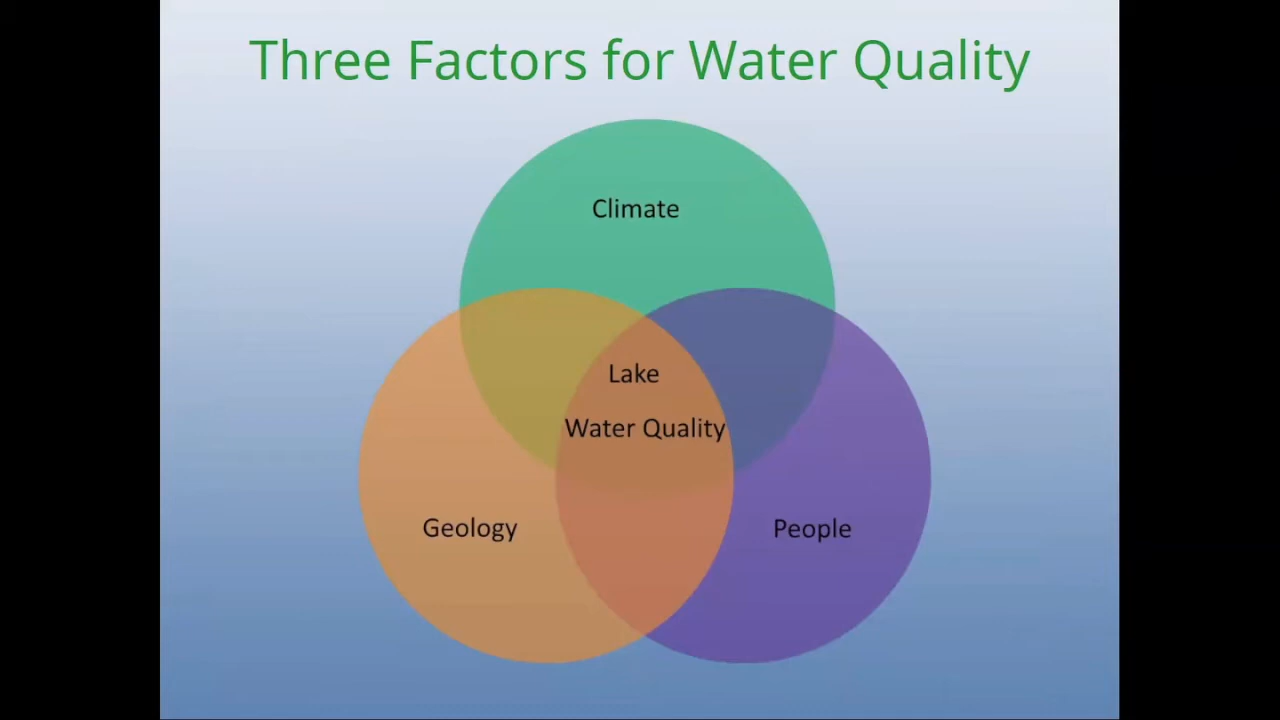 Three Factors for Water Quality
Climate
Lake
Water Quality
Geology
People